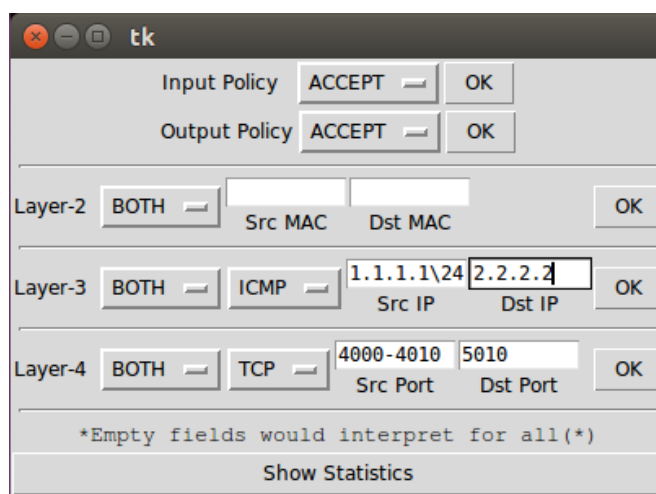 tk
Input Policy ACCEPT OK
Output Policy ACCEPT OK
Layer-2 BOTH OK
Src MAC Dst MAC
Layer-3 BOTH ICMP 1.1.1.1\24 2.2.2.2 OK
Src IP Dst IP
Layer-4 BOTH TCP 4000-4010 5010 OK
Src Port Dst Port
*Empty fields would interpret for all(*)
Show Statistics